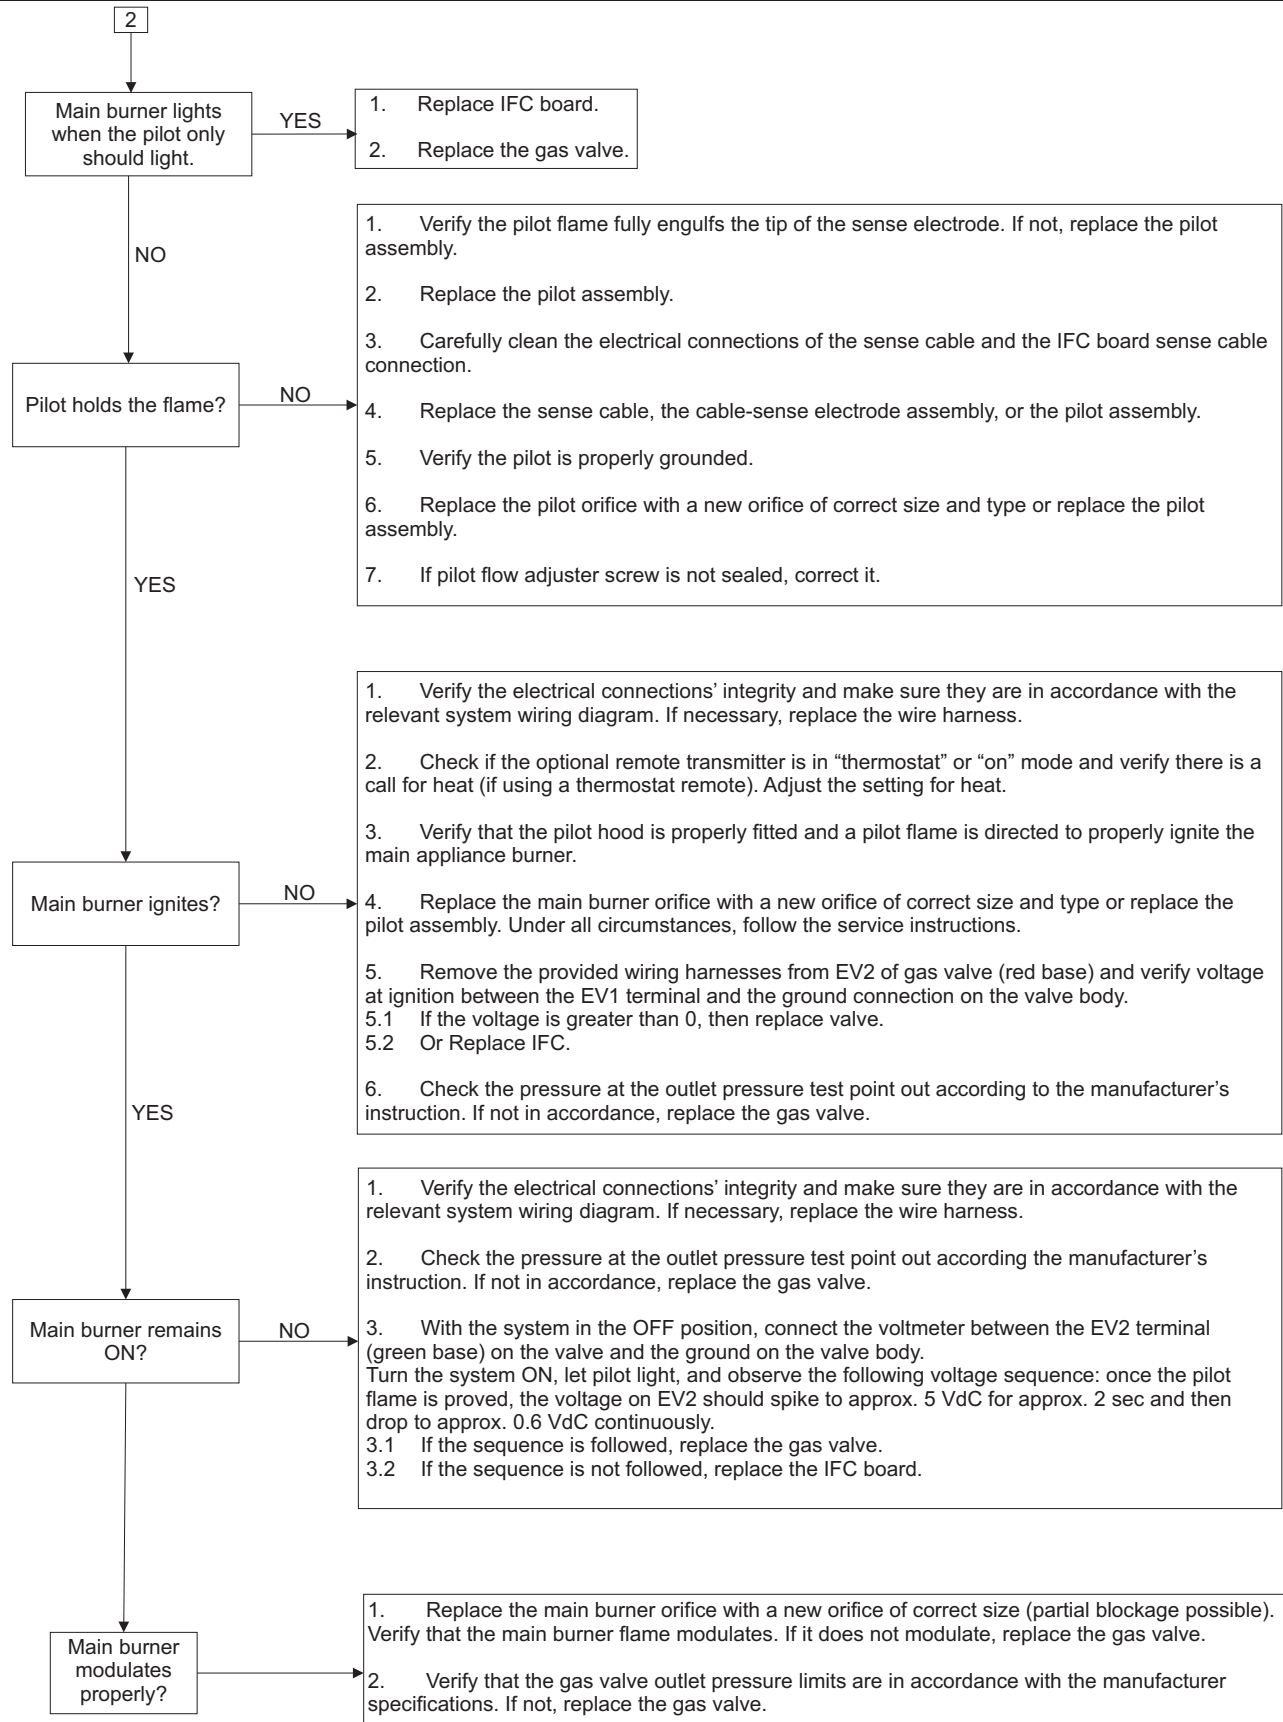 2
Main burner lights
when the pilot only
should light.
YES
1. Replace IFC board.
2. Replace the gas valve.
NO
1. Verify the pilot flame fully engulfs the tip of the sense electrode. If not, replace the pilot
assembly.
2. Replace the pilot assembly.
3. Carefully clean the electrical connections of the sense cable and the IFC board sense cable
connection.
4. Replace the sense cable, the cable-sense electrode assembly, or the pilot assembly.
5. Verify the pilot is properly grounded.
6. Replace the pilot orifice with a new orifice of correct size and type or replace the pilot
assembly.
7. If pilot flow adjuster screw is not sealed, correct it.
Pilot holds the flame?
NO
YES
1. Verify the electrical connections’ integrity and make sure they are in accordance with the
relevant system wiring diagram. If necessary, replace the wire harness.
2. Check if the optional remote transmitter is in “thermostat” or “on” mode and verify there is a
call for heat (if using a thermostat remote). Adjust the setting for heat.
3. Verify that the pilot hood is properly fitted and a pilot flame is directed to properly ignite the
main appliance burner.
4. Replace the main burner orifice with a new orifice of correct size and type or replace the
pilot assembly. Under all circumstances, follow the service instructions.
5. Remove the provided wiring harnesses from EV2 of gas valve (red base) and verify voltage
at ignition between the EV1 terminal and the ground connection on the valve body.
5.1 If the voltage is greater than 0, then replace valve.
5.2 Or Replace IFC.
6. Check the pressure at the outlet pressure test point out according to the manufacturer’s
instruction. If not in accordance, replace the gas valve.
Main burner ignites?
NO
YES
1. Verify the electrical connections’ integrity and make sure they are in accordance with the
relevant system wiring diagram. If necessary, replace the wire harness.
2. Check the pressure at the outlet pressure test point out according the manufacturer’s
instruction. If not in accordance, replace the gas valve.
3. With the system in the OFF position, connect the voltmeter between the EV2 terminal
(green base) on the valve and the ground on the valve body.
Turn the system ON, let pilot light, and observe the following voltage sequence: once the pilot
flame is proved, the voltage on EV2 should spike to approx. 5 VdC for approx. 2 sec and then
drop to approx. 0.6 VdC continuously.
3.1 If the sequence is followed, replace the gas valve.
3.2 If the sequence is not followed, replace the IFC board.
Main burner remains
ON?
NO
1. Replace the main burner orifice with a new orifice of correct size (partial blockage possible).
Verify that the main burner flame modulates. If it does not modulate, replace the gas valve.
2. Verify that the gas valve outlet pressure limits are in accordance with the manufacturer
specifications. If not, replace the gas valve.
Main burner
modulates
properly?